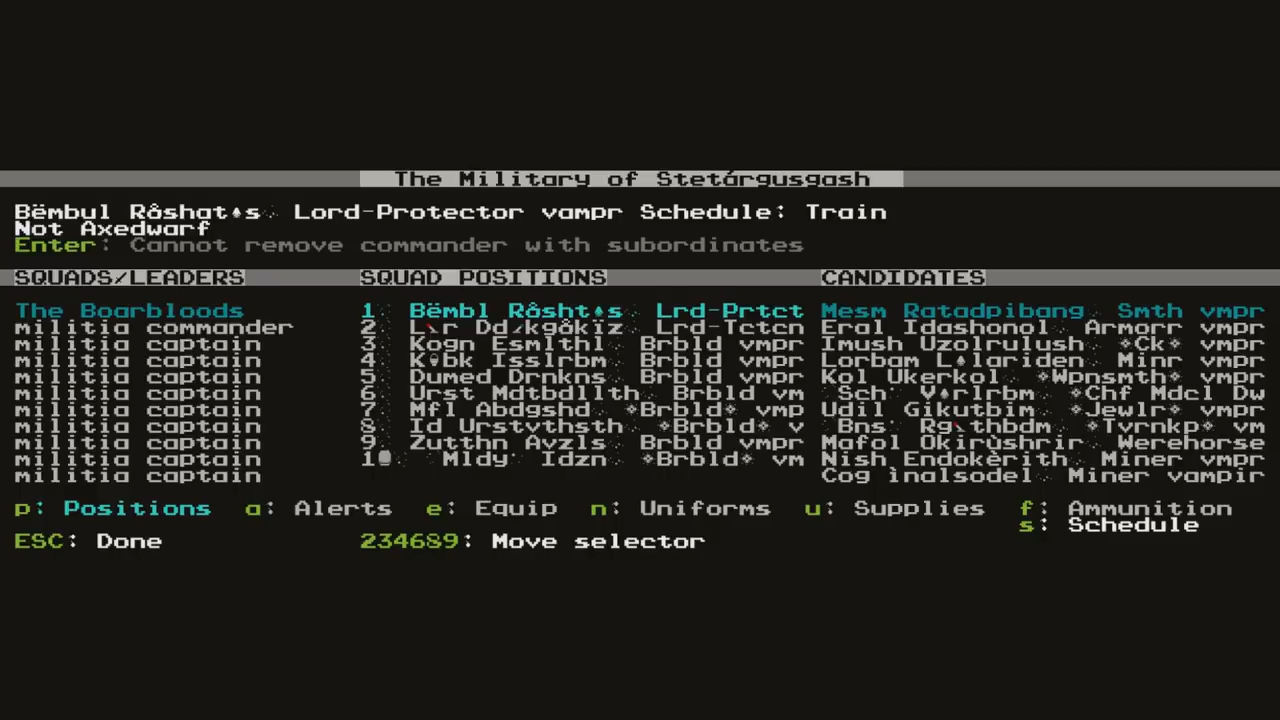 The Military of Stetárgusgash
Bëmbul Rôshat♠s Lord-Protector vampr Schedule: Train
Not Axedwarf
Enter: Cannot remove commander with subordinates
SQUADS/LEADERS SQUAD POSITIONS CANDIDATES
The Boarbloods 1 Bëmbl Rôsht♠s Lrd-Prtct Mesm Ratadpibang Smth vmpr
militia commander 2 Lrd-Tctcn Eral Idashonol Armorr vmpr
militia captain 3 Kogn Esmlthl Brbld vmpr Imush Uzolrulush ☼Ck☼ vmpr
militia captain 4 Isslrbm Brbld vmpr Lorbam L♠lariden Minr vmpr
militia captain 5 Dumed Drnkns Brbld vmpr Kol Ukerkol ☼Wpnsmth☼ vmpr
militia captain 6 Urst Mdtbdllth Brbld vm Sch V♦rlrbm ☼Chf Mdcl Dw
militia captain 7 Mfl Abdgshd ☼Brbld☼ vmp Udil Gikutbim ☼Jewlr☼ vmpr
militia captain 8 Id Urstvthsth ☼Brbld☼ v Bns ☼Tvrnkp☼ vm
militia captain 9 Zutthn Avzls Brbld vmpr Mafol Okirùshrir Werehorse
militia captain Mldy Idzn ☼Brbld☼ vm Nish Endokèrith Miner vmpr
militia captain Cog ìnalsodel Miner vampir
p: Positions a: Alerts e: Equip n: Uniforms u: Supplies f: Ammunition
s: Schedule
ESC: Done 234689: Move selector